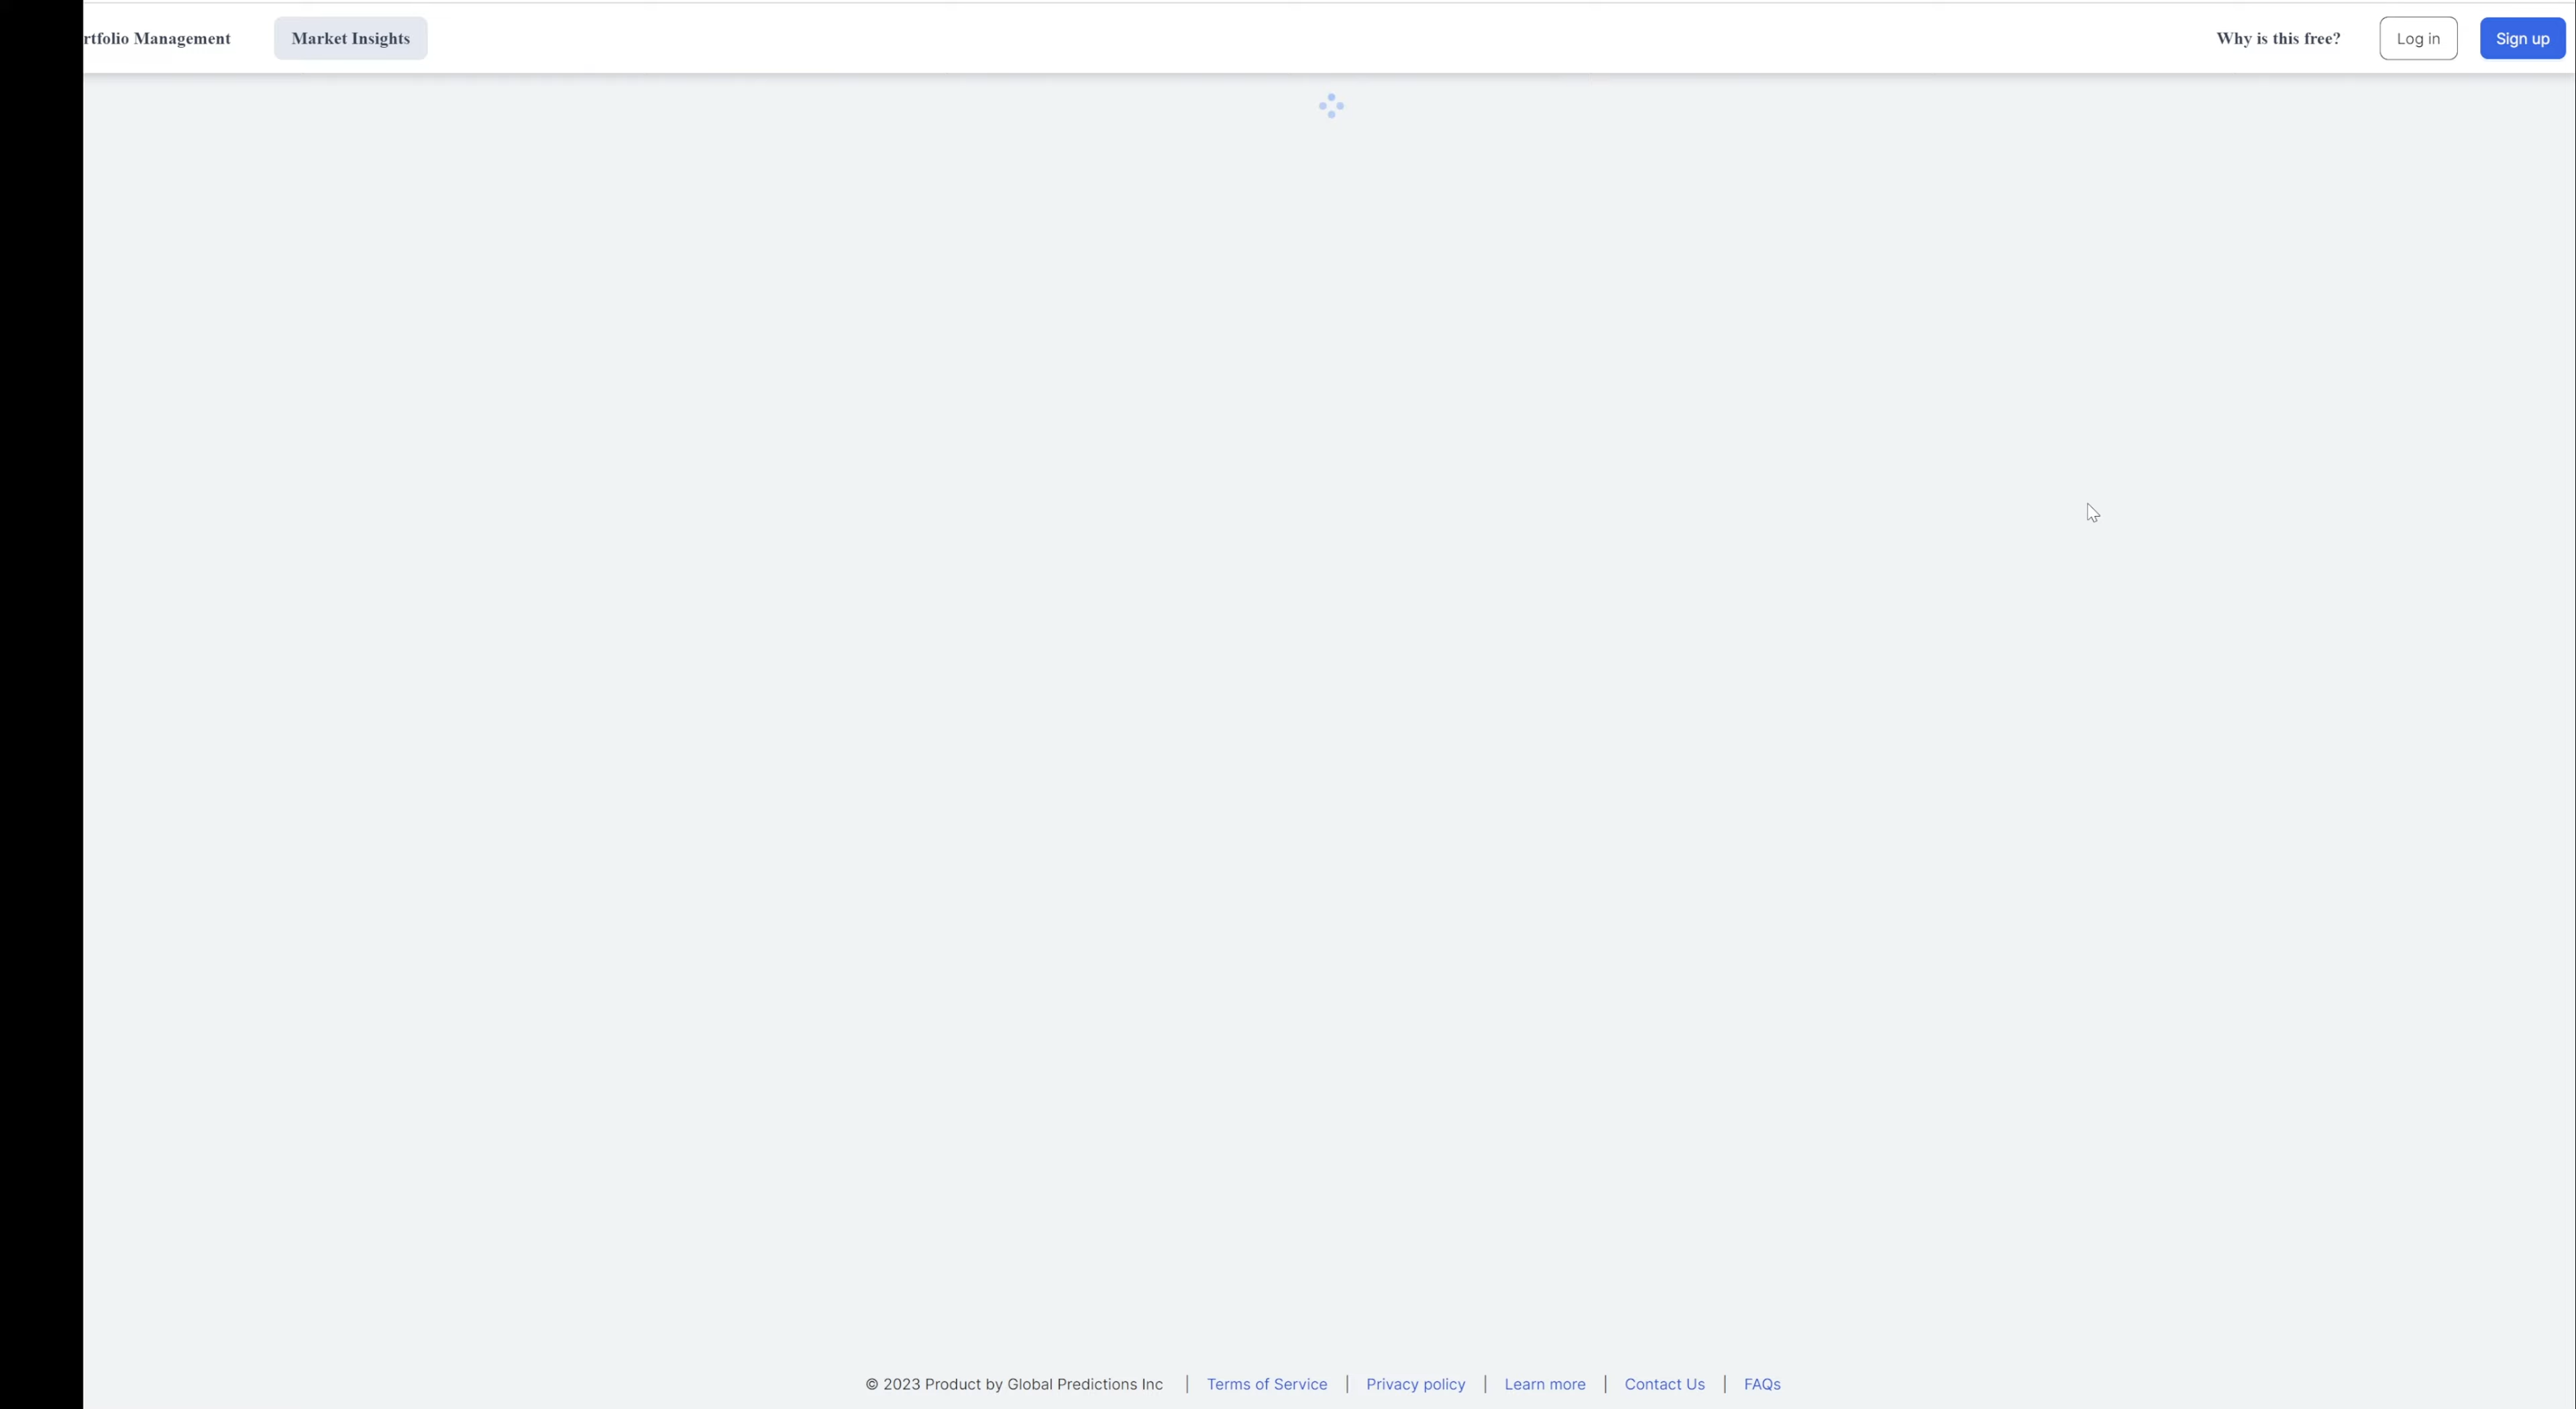 rtfolio Management Market Insights Why is this free? Log in Sign up
© 2023 Product by Global Predictions Inc | Terms of Service | Privacy policy | Learn more | Contact Us | FAQs